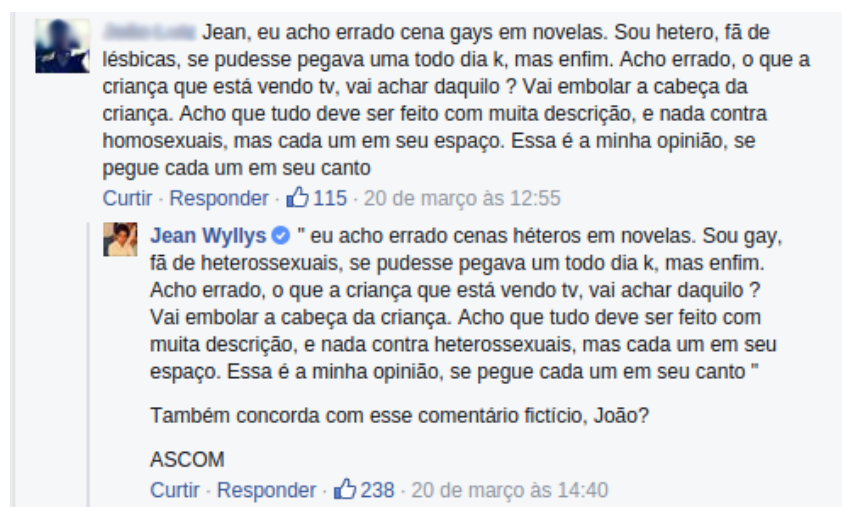 Jean, eu acho errado cena gays em novelas. Sou hetero, fã de
lésbicas, se pudesse pegava uma todo dia k, mas enfim. Acho errado, o que a
criança que está vendo tv, vai achar daquilo ? Vai embolar a cabeça da
criança. Acho que tudo deve ser feito com muita descrição, e nada contra
homosexuais, mas cada um em seu espaço. Essa é a minha opinião, se
pegue cada um em seu canto
Curtir · Responder · 115 · 20 de março às 12:55
Jean Wyllys " eu acho errado cenas héteros em novelas. Sou gay,
fã de heterossexuais, se pudesse pegava um todo dia k, mas enfim.
Acho errado, o que a criança que está vendo tv, vai achar daquilo ?
Vai embolar a cabeça da criança. Acho que tudo deve ser feito com
muita descrição, e nada contra heterossexuais, mas cada um em seu
espaço. Essa é a minha opinião, se pegue cada um em seu canto "
Também concorda com esse comentário fictício, João?
ASCOM
Curtir · Responder · 238 · 20 de março às 14:40